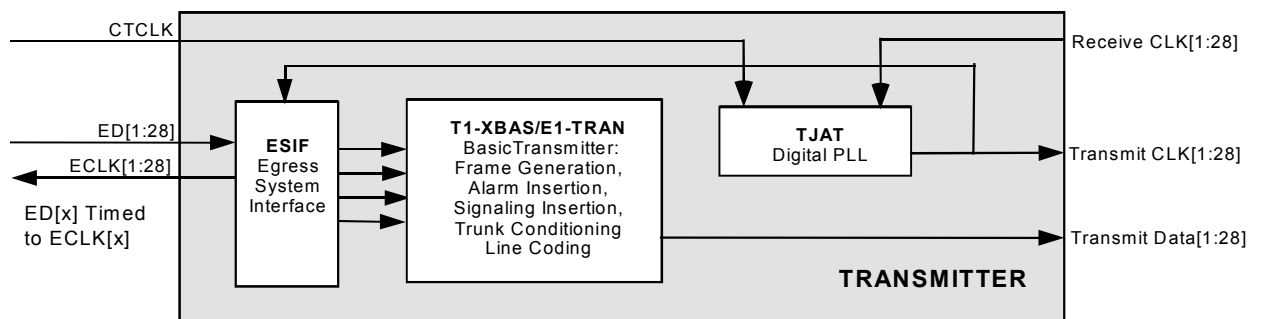 CTCLK
Receive CLK[1:28]
ED[1:28]
ECLK[1:28]
ED[x] Timed
to ECLK[x]
ESIF
Egress
System
Interface
T1-XBAS/E1-TRAN
BasicTransmitter:
Frame Generation,
Alarm Insertion,
Signaling Insertion,
Trunk Conditioning
Line Coding
TJAT
Digital PLL
Transmit CLK[1:28]
Transmit Data[1:28]
TRANSMITTER